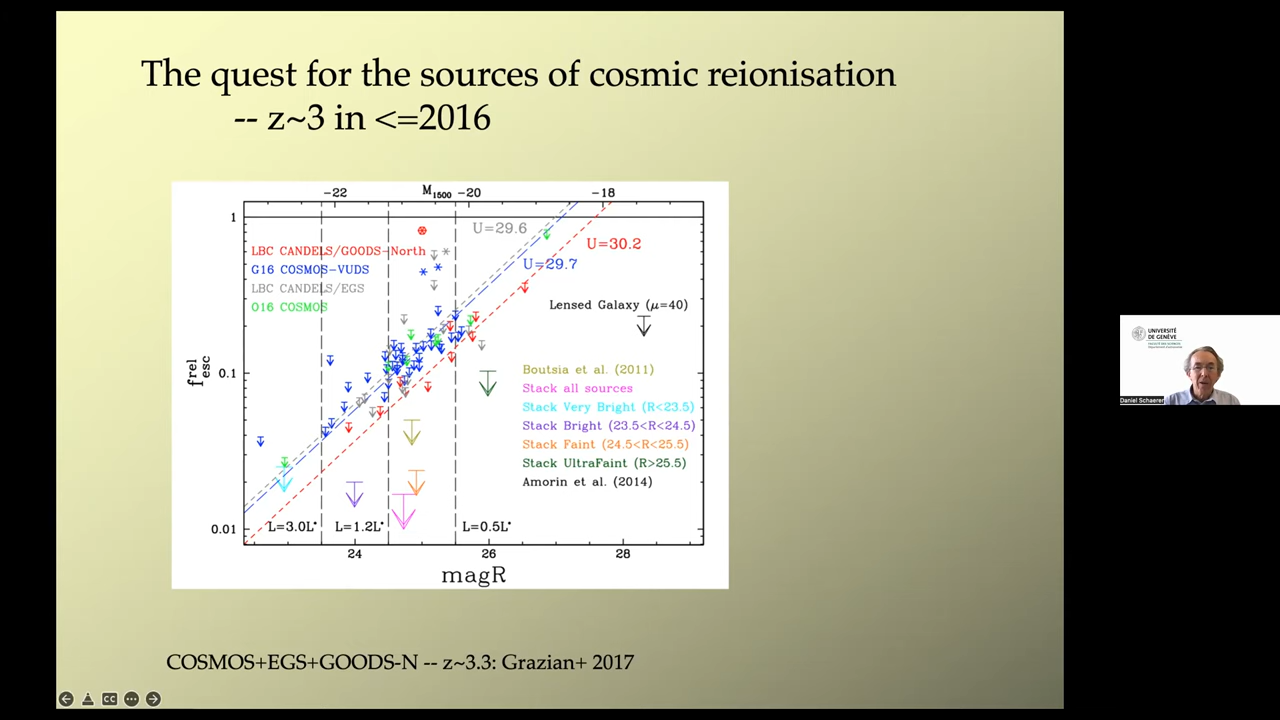 The quest for the sources of cosmic reionisation
-- z~3 in <=2016
-22 M1500 -20 -18
1
U=29.6
LBC CANDELS/GOODS-North
U=30.2
G16 COSMOS-VUDS
U=29.7
LBC CANDELS/EGS
O16 COSMOS
Lensed Galaxy (μ=40)
f rel esc
0.1
Boutsia et al. (2011)
Stack all sources
Stack Very Bright (R<23.5)
Stack Bright (23.5<R<24.5)
Stack Faint (24.5<R<25.5)
Stack UltraFaint (R>25.5)
Amorin et al. (2014)
0.01
L=3.0L* L=1.2L* L=0.5L*
24 26 28
magR
COSMOS+EGS+GOODS-N -- z~3.3: Grazian+ 2017
CC
UNIVERSITÉ
DE GENÈVE
Daniel Schaerer